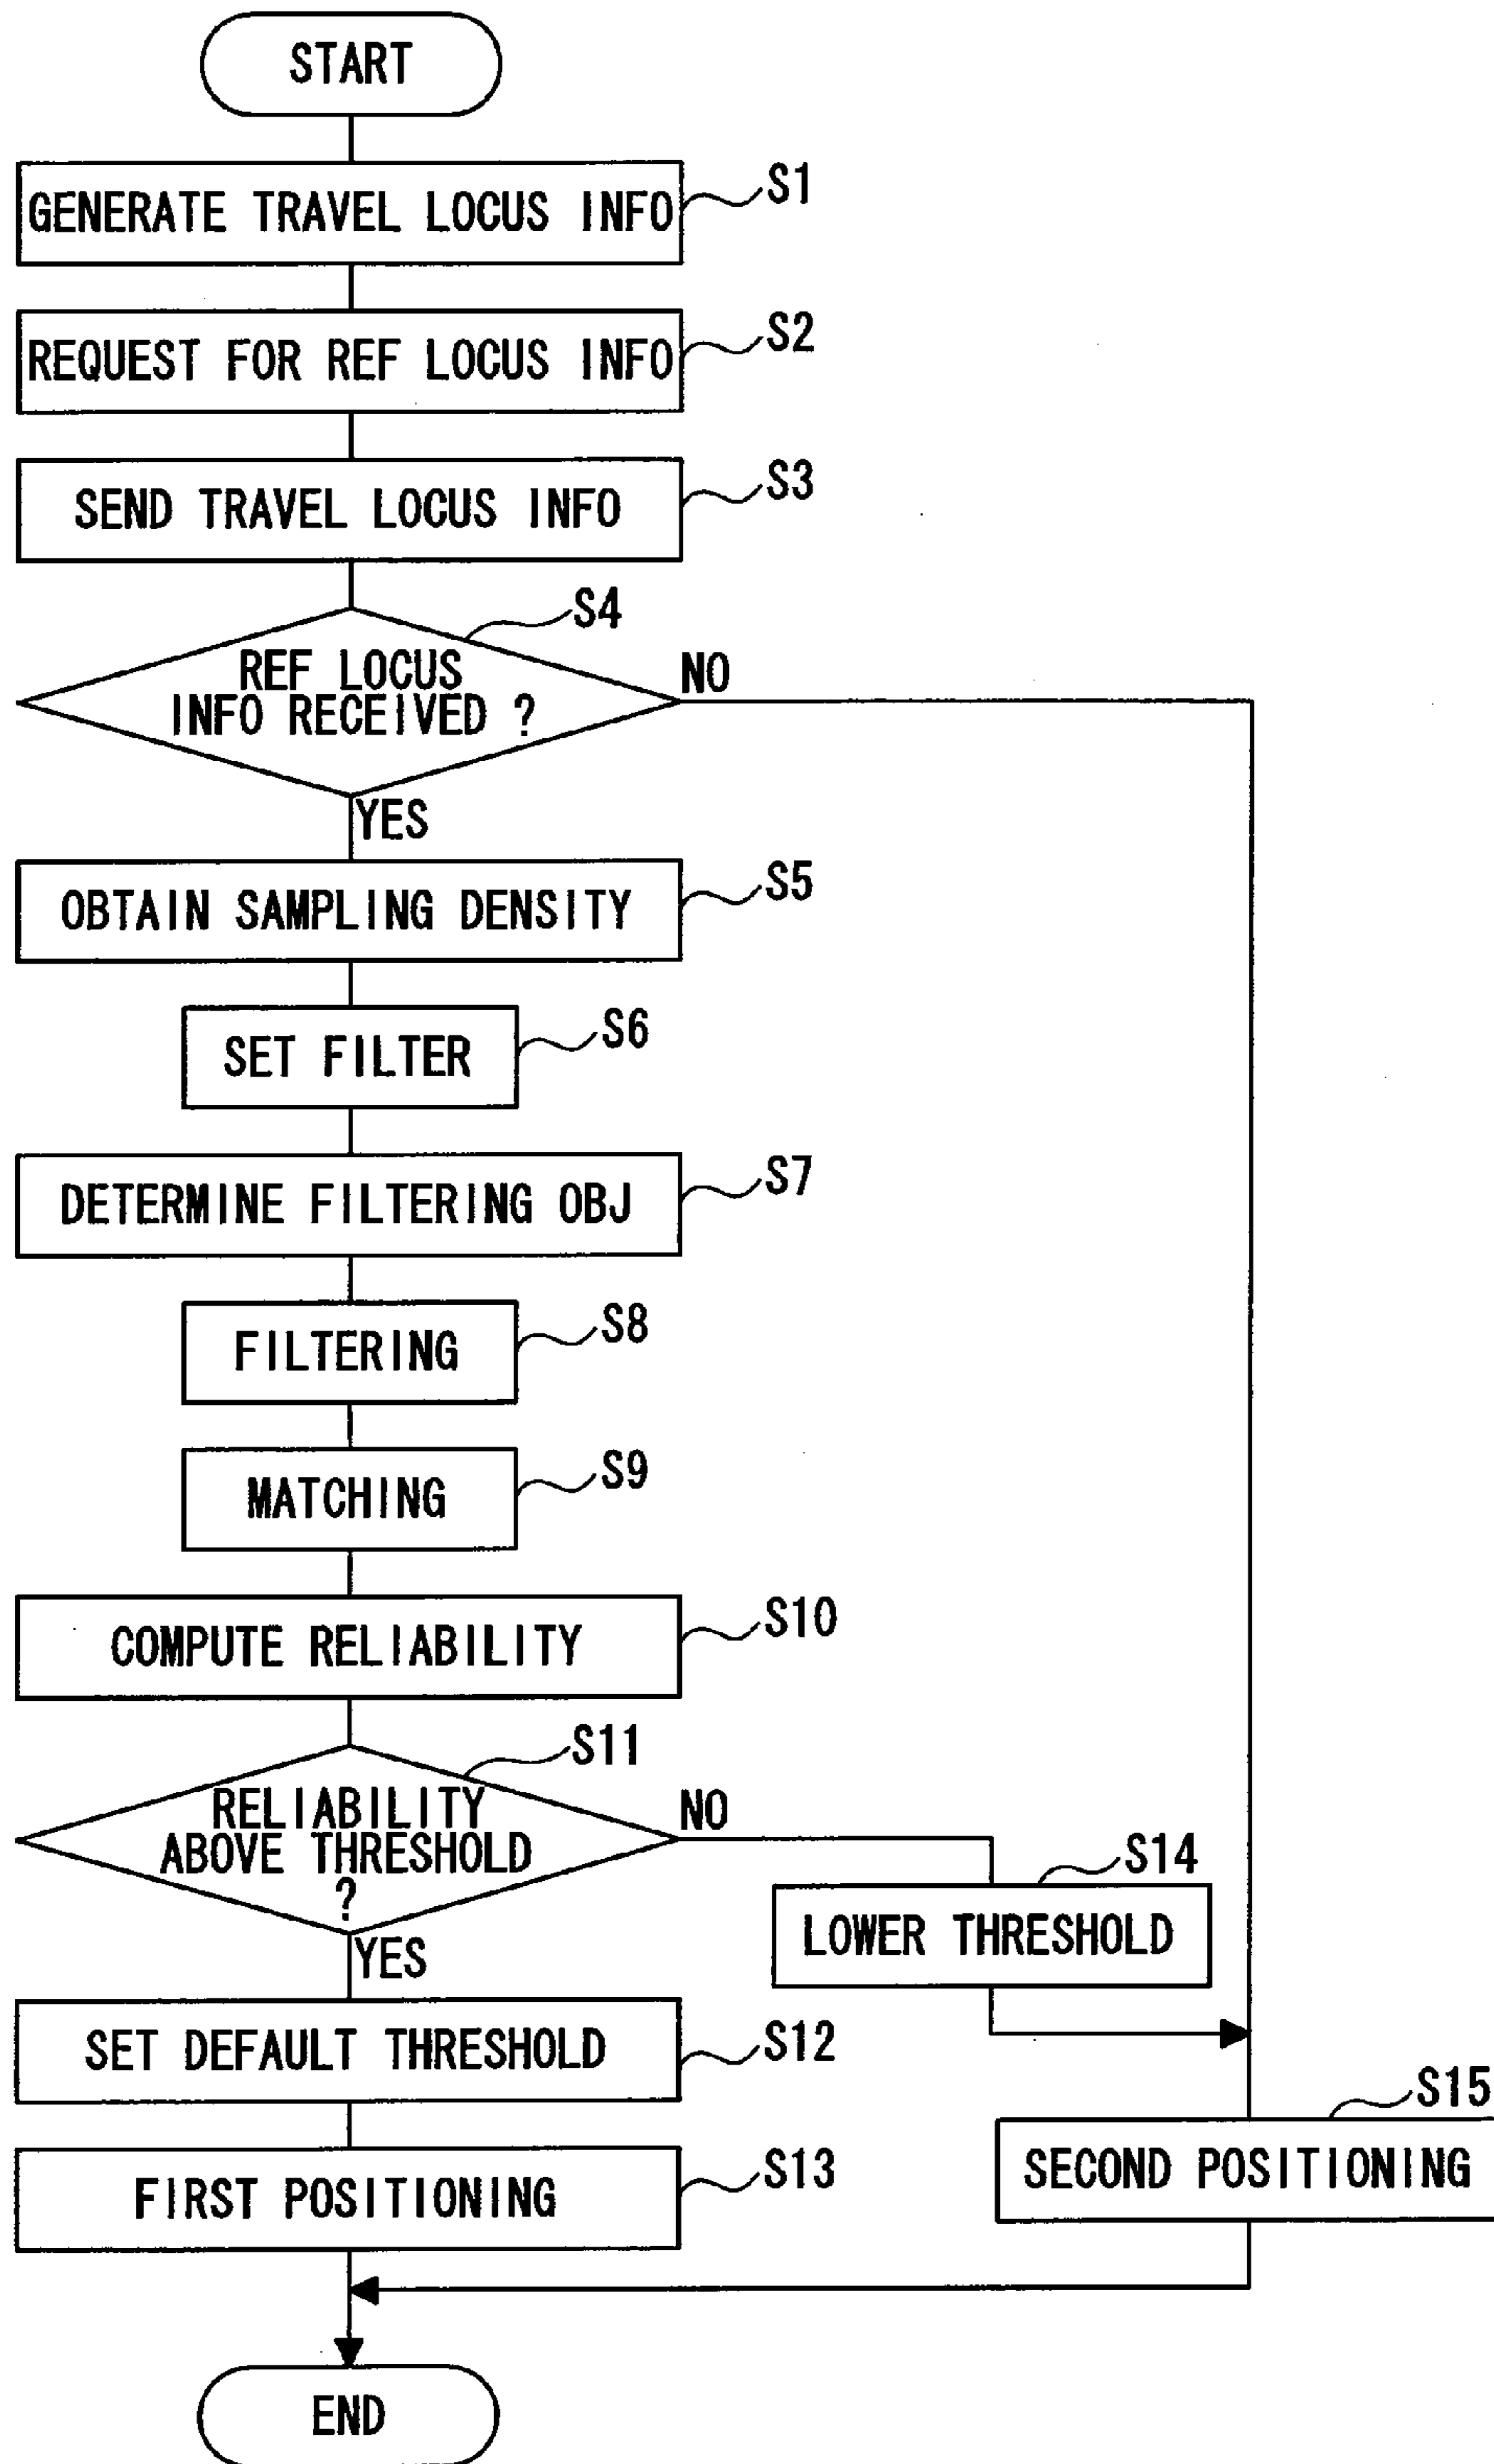 START
GENERATE TRAVEL LOCUS INFO
S1
REQUEST FOR REF LOCUS INFO
S2
SEND TRAVEL LOCUS INFO
S3
S4
REF LOCUS
INFO RECEIVED ?
NO
YES
OBTAIN SAMPLING DENSITY
S5
SET FILTER
S6
DETERMINE FILTERING OBJ
S7
FILTERING
S8
MATCHING
S9
COMPUTE RELIABILITY
S10
S11
RELIABILITY
ABOVE THRESHOLD
?
NO
YES
S14
LOWER THRESHOLD
SET DEFAULT THRESHOLD
S12
S15
SECOND POSITIONING
FIRST POSITIONING
S13
END